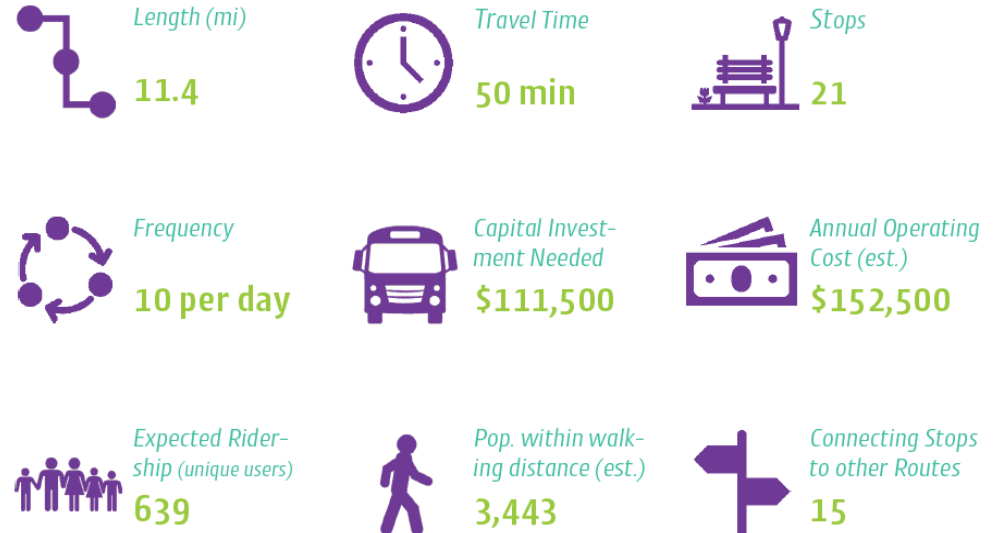 Length (mi)
11.4
Travel Time
50 min
Stops
21
Frequency
10 per day
Capital Invest-
ment Needed
$111,500
Annual Operating
Cost (est.)
$152,500
Expected Rider-
ship (unique users)
639
Pop. within walk-
ing distance (est.)
3,443
Connecting Stops
to other Routes
15